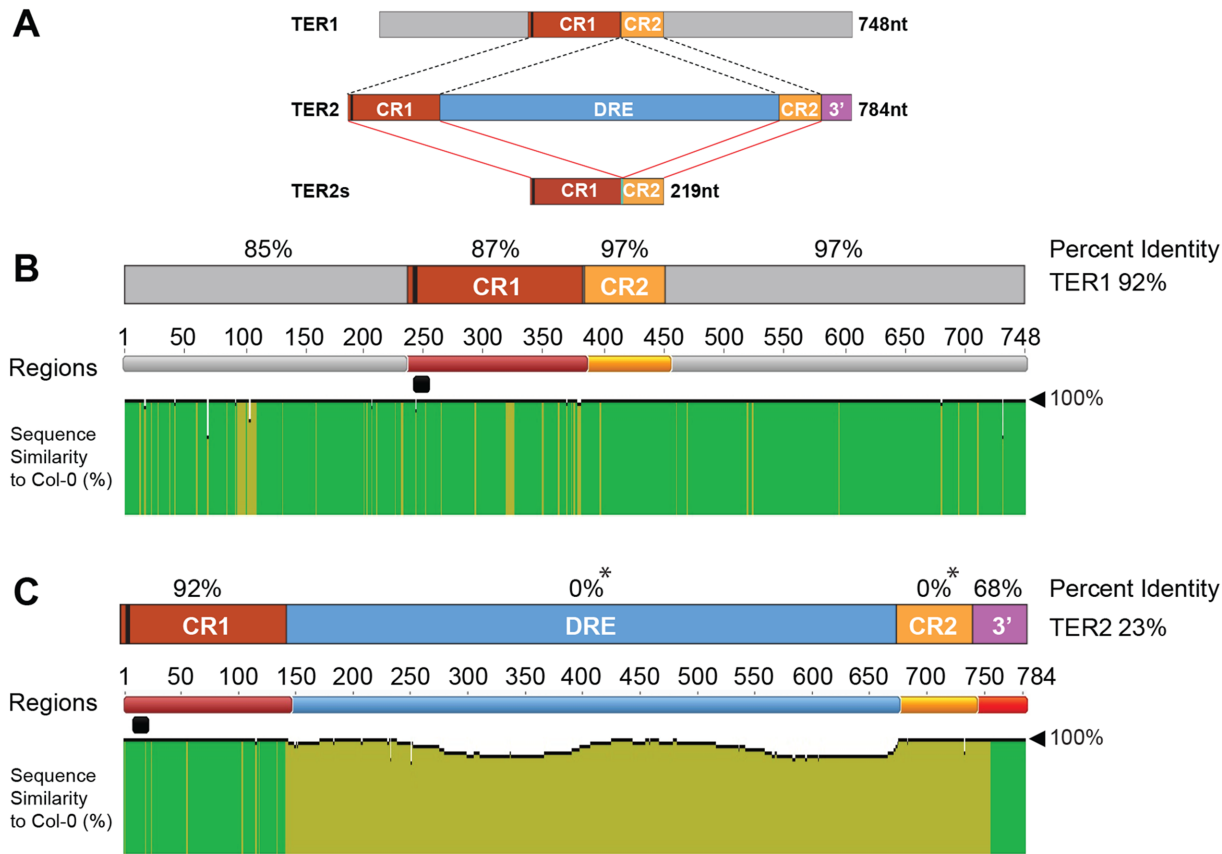 A
TER1 CR1 CR2 748nt
TER2 CR1 DRE CR2 3’ 784nt
TER2s CR1 CR2 219nt
B
85% 87% 97% 97% Percent Identity
CR1 CR2 TER1 92%
1 50 100 150 200 250 300 350 400 450 500 550 600 650 700 748
Regions
100%
Sequence
Similarity
to Col-0 (%)
C
92% 0%* 0%* 68% Percent Identity
CR1 DRE CR2 3’ TER2 23%
1 50 100 150 200 250 300 350 400 450 500 550 600 650 700 750 784
Regions
100%
Sequence
Similarity
to Col-0 (%)